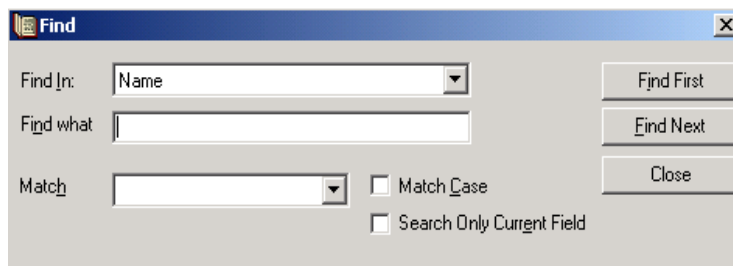 Find
Find In: Name Find First
Find what Find Next
Match Match Case Close
Search Only Current Field